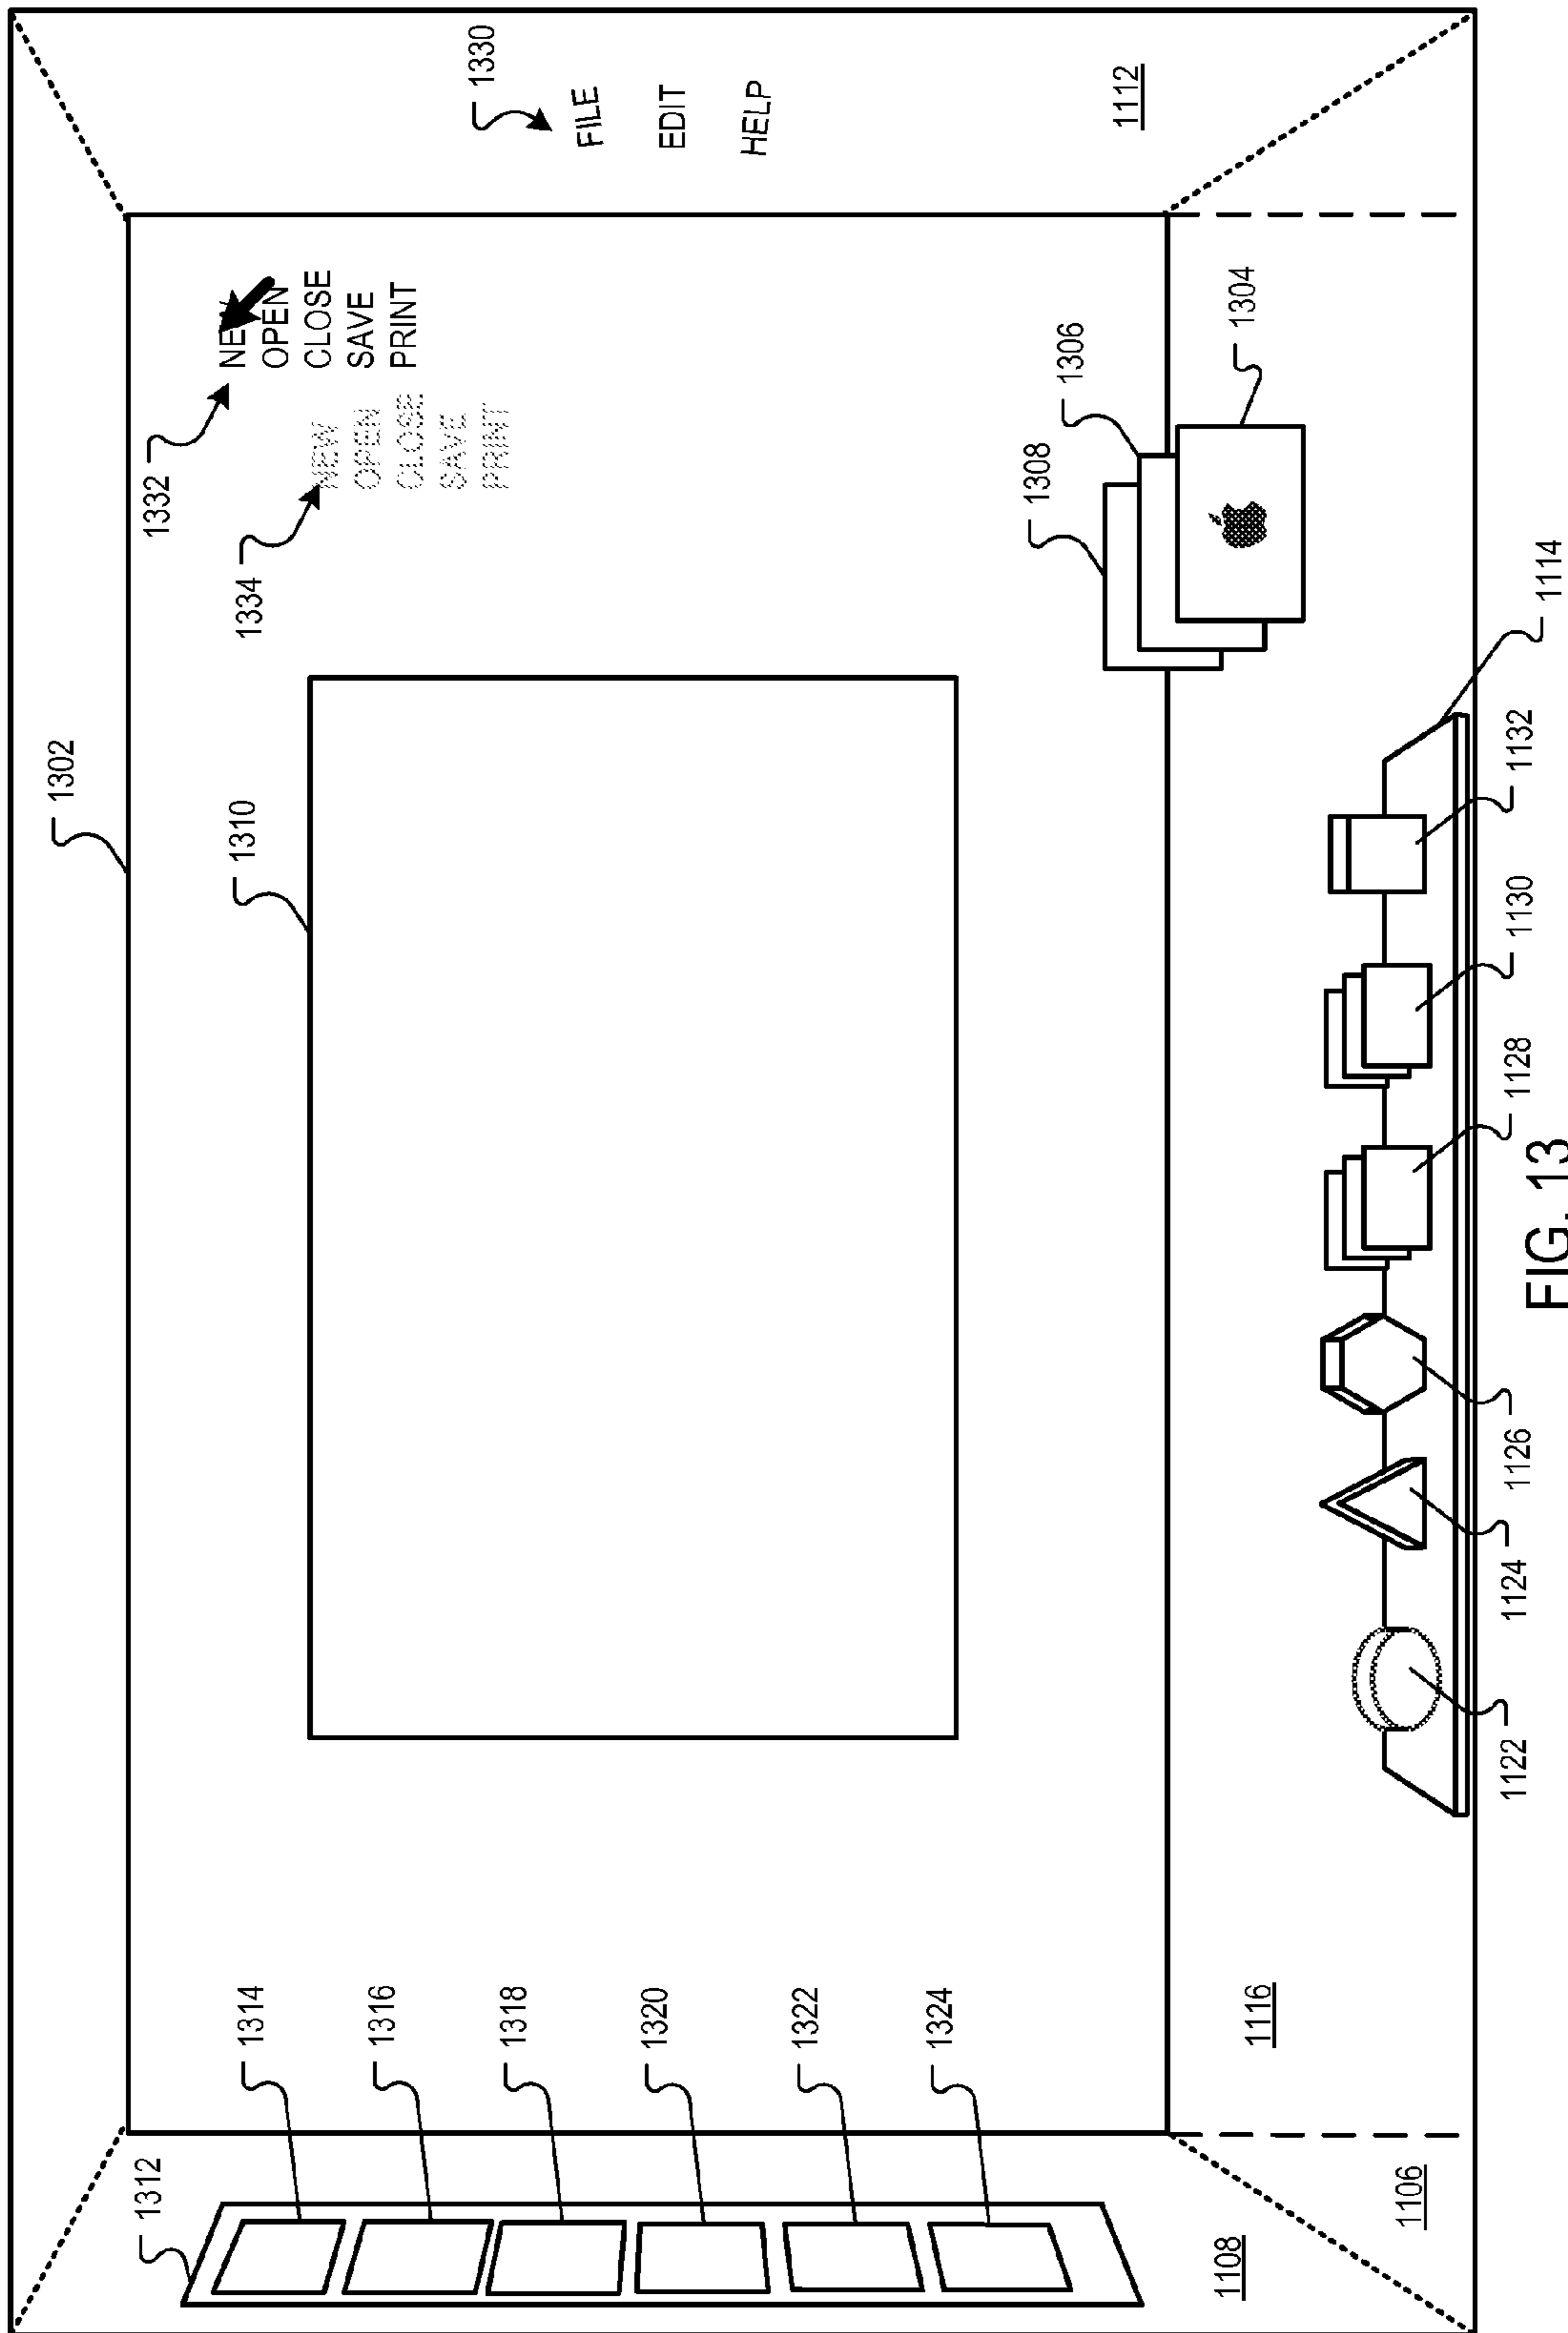 1302
1312
1314
1316
1318
1320
1322
1324
1310
1332
NEW
OPEN
CLOSE
SAVE
PRINT
1334
NEW
OPEN
CLOSE
SAVE
PRINT
1330
FILE
EDIT
HELP
1112
1308
1306
1304
1108
1106
1116
1114
1122
1124
1126
1128
1130
1132
FIG. 13